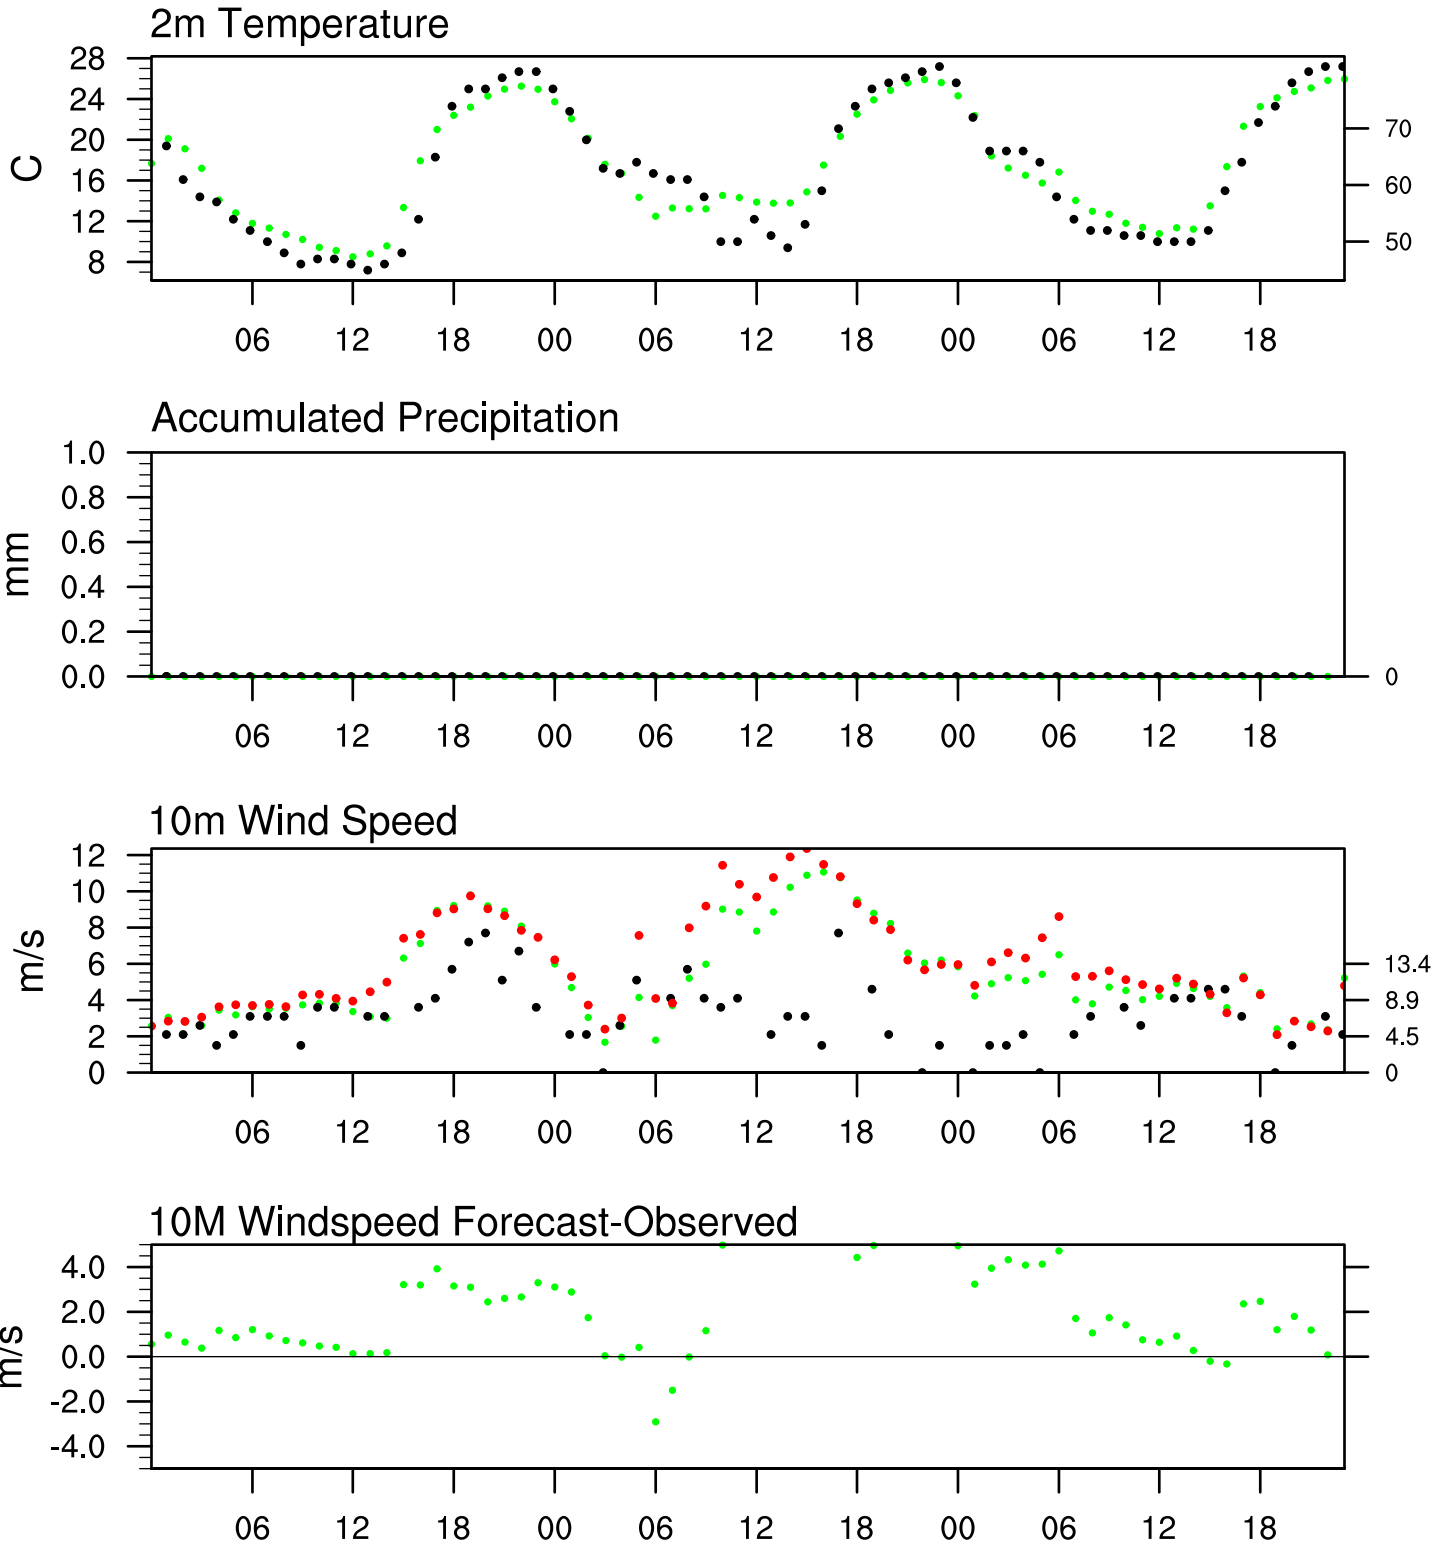 2m Temperature
28
24
20
16
12
8
C
70
60
50
06 12 18 00 06 12 18 00 06 12 18
Accumulated Precipitation
1.0
0.8
0.6
0.4
0.2
0.0
mm
0
06 12 18 00 06 12 18 00 06 12 18
10m Wind Speed
12
10
8
6
4
2
0
m/s
13.4
8.9
4.5
0
06 12 18 00 06 12 18 00 06 12 18
10M Windspeed Forecast-Observed
4.0
2.0
0.0
-2.0
-4.0
m/s
06 12 18 00 06 12 18 00 06 12 18